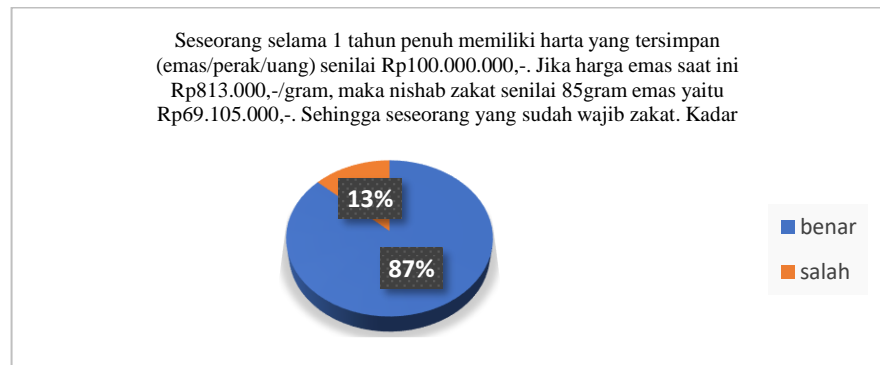 Seseorang selama 1 tahun penuh memiliki harta yang tersimpan
(emas/perak/uang) senilai Rp100.000.000,-. Jika harga emas saat ini
Rp813.000,-/gram, maka nishab zakat senilai 85gram emas yaitu
Rp69.105.000,-. Sehingga seseorang yang sudah wajib zakat. Kadar
13%
87%
benar
salah